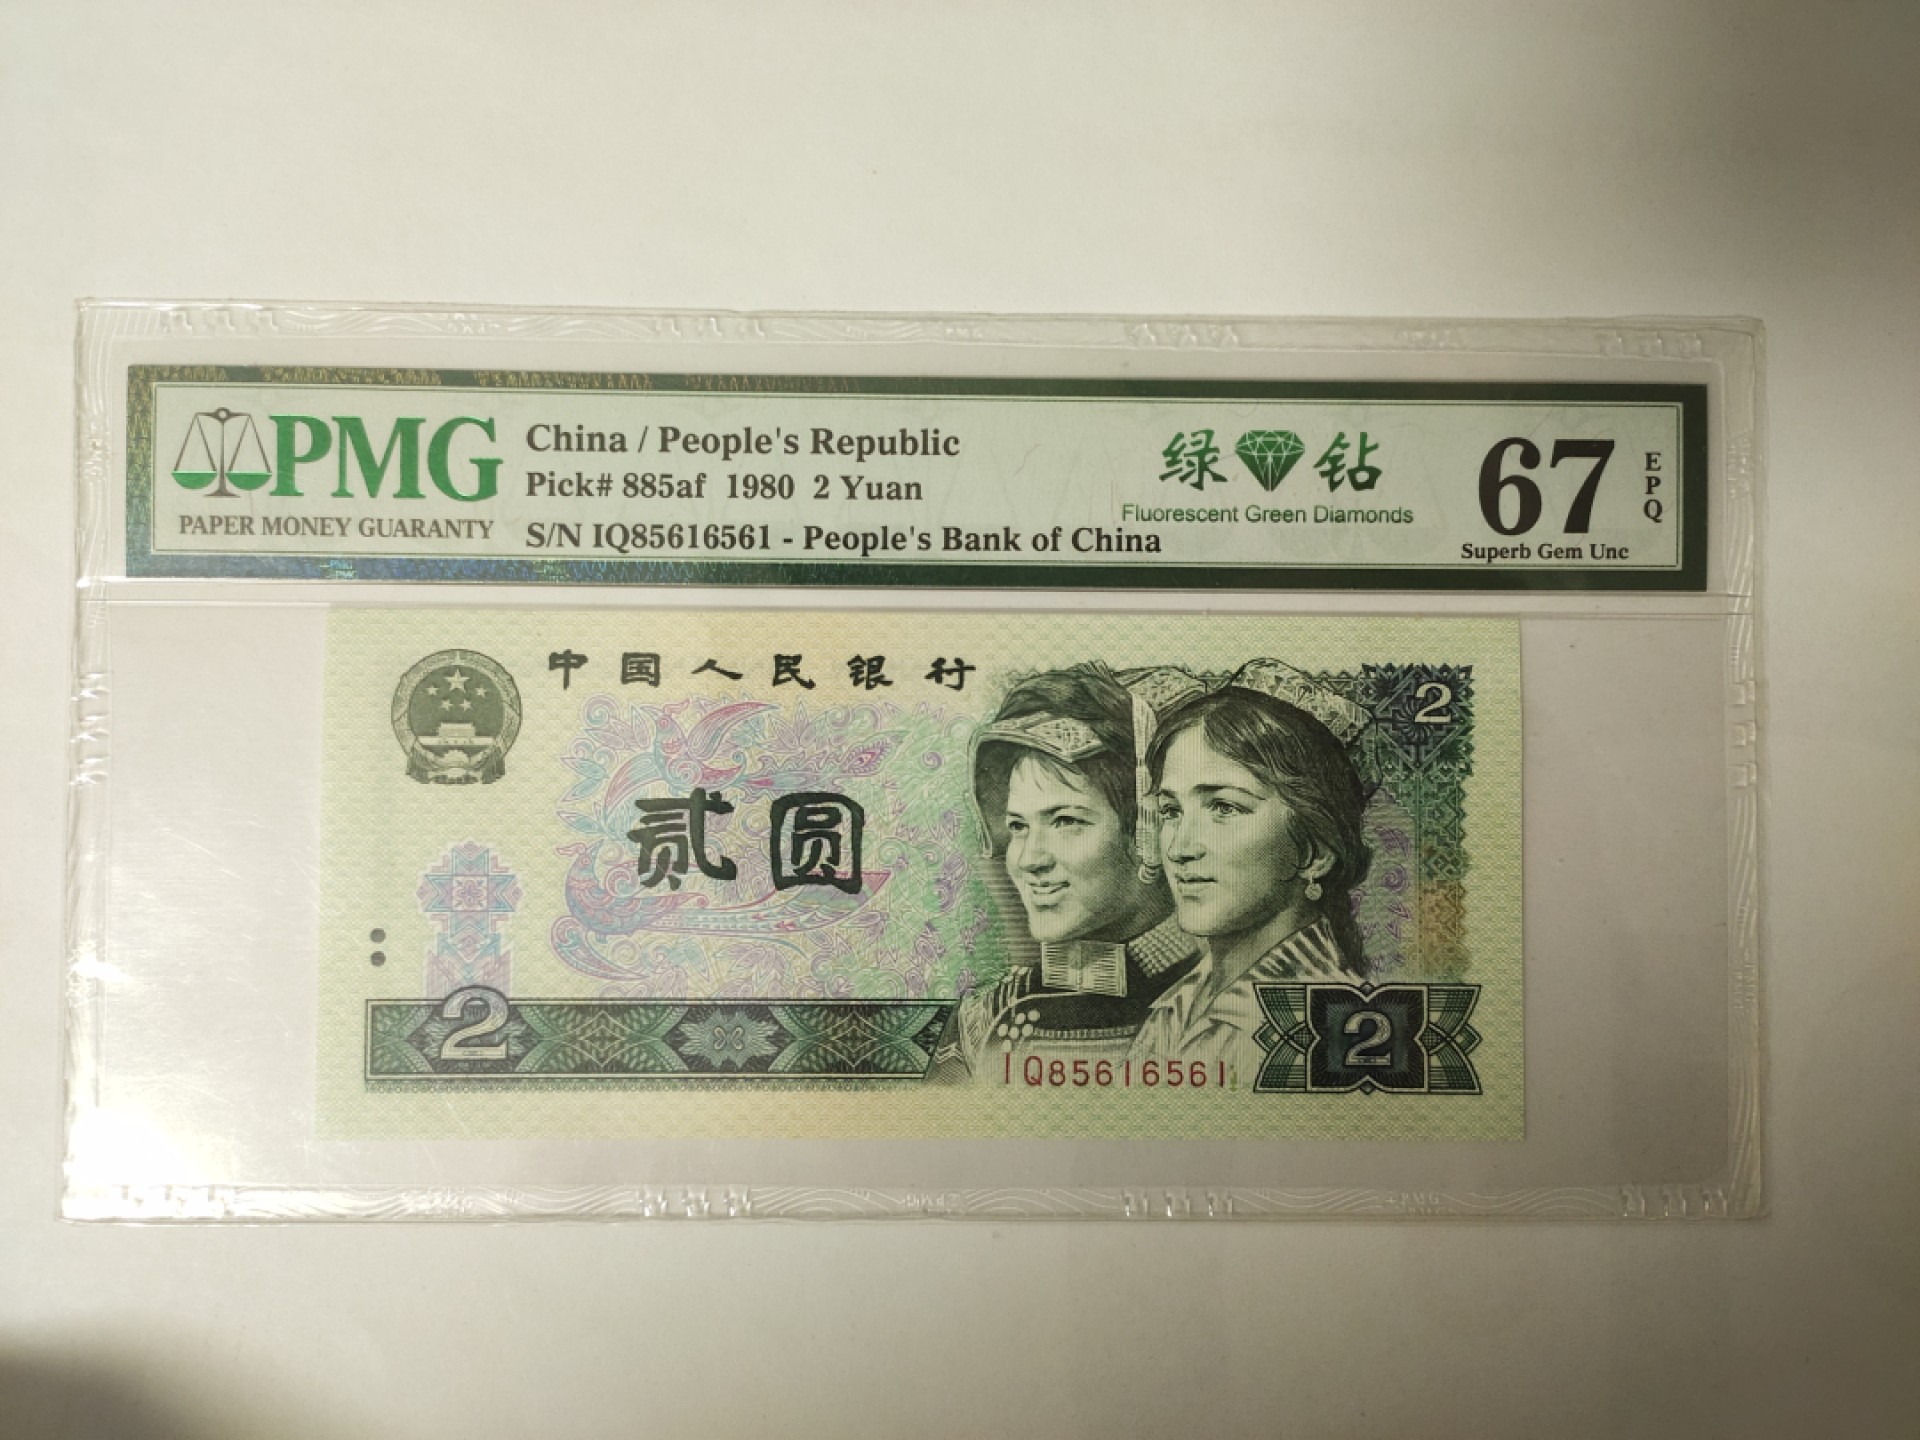 PMG
PAPER MONEY GUARANTY
China / People's Republic
Pick# 885af 1980 2 Yuan
S/N IQ85616561 - People's Bank of China
绿钻
Fluorescent Green Diamonds
67
EPQ
Superb Gem Unc
中国人民银行
2
贰圆
2
2
IQ85616561